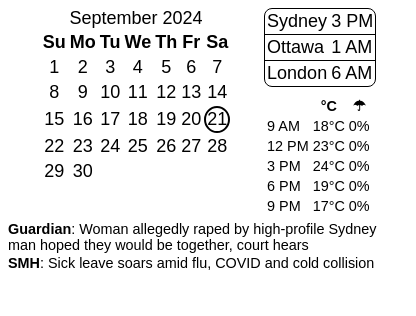 September 2024
Su Mo Tu We Th Fr Sa
1 2 3 4 5 6 7
8 9 10 11 12 13 14
15 16 17 18 19 20 21
22 23 24 25 26 27 28
29 30
Sydney 3 PM
Ottawa 1 AM
London 6 AM
°C ☂
9 AM 18°C 0%
12 PM 23°C 0%
3 PM 24°C 0%
6 PM 19°C 0%
9 PM 17°C 0%
Guardian: Woman allegedly raped by high-profile Sydney
man hoped they would be together, court hears
SMH: Sick leave soars amid flu, COVID and cold collision